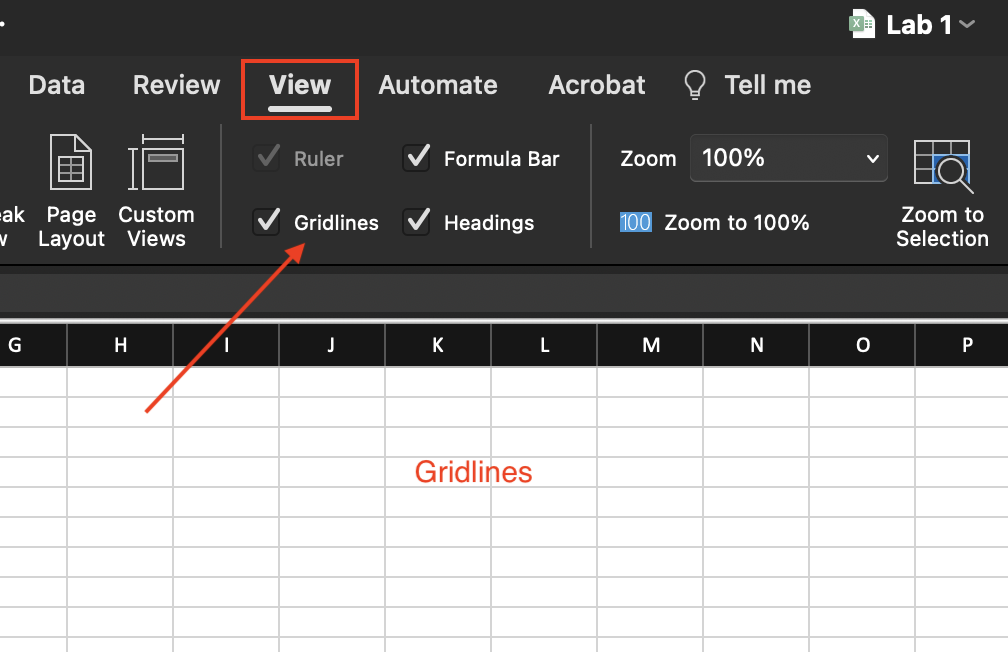 Lab 1
Data Review View Automate Acrobat Tell me
Ruler Formula Bar Zoom 100%
Gridlines Headings 100 Zoom to 100%
eak Page Custom Zoom to
w Layout Views Selection
G H I J K L M N O P
Gridlines